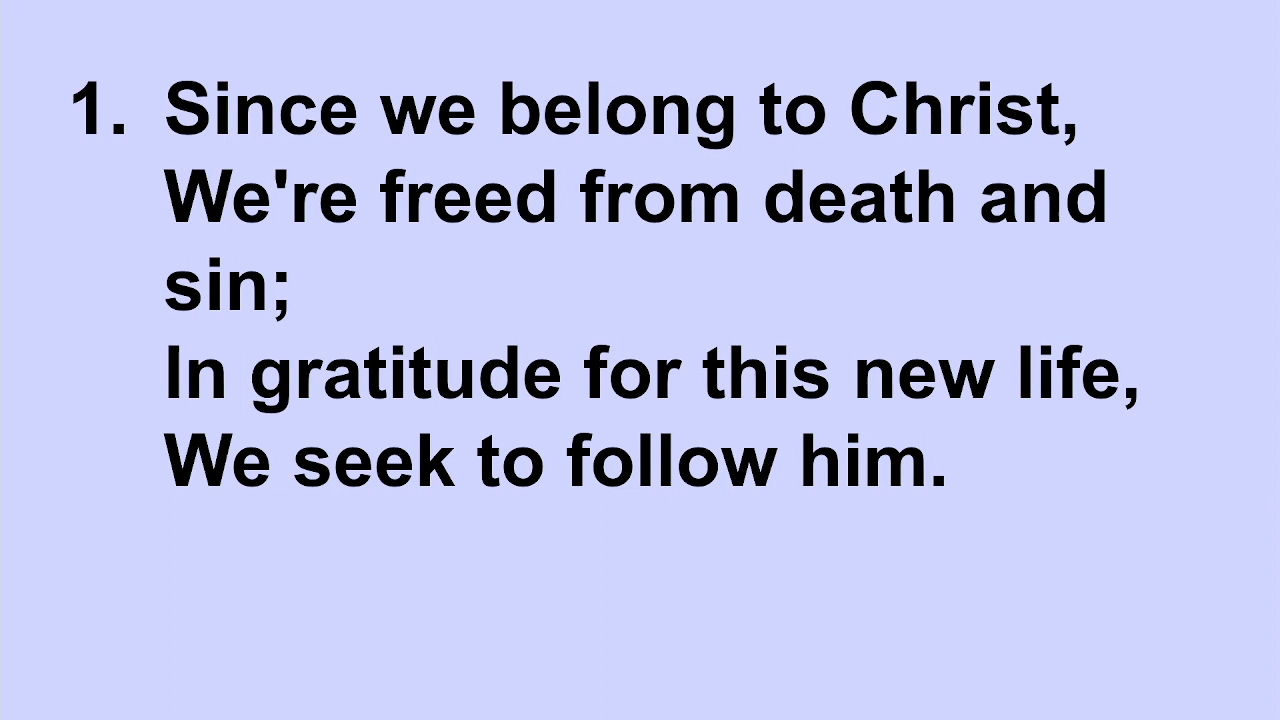 1. Since we belong to Christ,
We're freed from death and
sin;
In gratitude for this new life,
We seek to follow him.